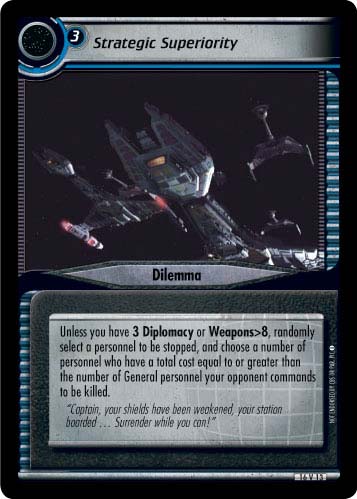 3
Strategic Superiority
Dilemma
Unless you have 3 Diplomacy or Weapons>8, randomly
select a personnel to be stopped, and choose a number of
personnel who have a total cost equal to or greater than
the number of General personnel your opponent commands
to be killed.
"Captain, your shields have been weakened, your station
boarded ... Surrender while you can!"
16 V 13